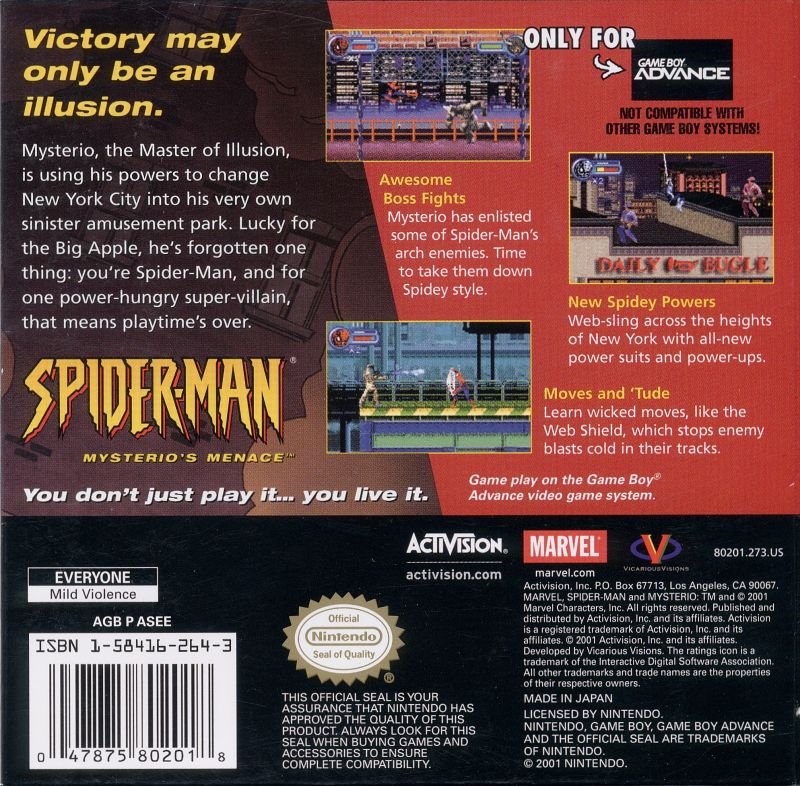 Victory may
only be an
illusion.
Mysterio, the Master of Illusion,
is using his powers to change
New York City into his very own
sinister amusement park. Lucky for
the Big Apple, he's forgotten one
thing: you're Spider-Man, and for
one power-hungry super-villain,
that means playtime's over.
SPIDER-MAN®
MYSTERIO'S MENACE™
You don't just play it... you live it.
Awesome
Boss Fights
Mysterio has enlisted
some of Spider-Man's
arch enemies. Time
to take them down
Spidey style.
ONLY FOR
GAME BOY
ADVANCE
NOT COMPATIBLE WITH
OTHER GAME BOY SYSTEMS!
x2
DAILY BUGLE
New Spidey Powers
Web-sling across the heights
of New York with all-new
power suits and power-ups.
Moves and 'Tude
Learn wicked moves, like the
Web Shield, which stops enemy
blasts cold in their tracks.
Game play on the Game Boy®
Advance video game system.
EVERYONE
Mild Violence
AGB P ASEE
ISBN 1-58416-264-3
0 47875 80201 8
Official
Nintendo
Seal of Quality
®
THIS OFFICIAL SEAL IS YOUR
ASSURANCE THAT NINTENDO HAS
APPROVED THE QUALITY OF THIS
PRODUCT. ALWAYS LOOK FOR THIS
SEAL WHEN BUYING GAMES AND
ACCESSORIES TO ENSURE
COMPLETE COMPATIBILITY.
ACTIVISION®
activision.com
MARVEL®
marvel.com
VICARIOUS VISIONS
80201.273.US
Activision, Inc. P.O. Box 67713, Los Angeles, CA 90067.
MARVEL, SPIDER-MAN and MYSTERIO: TM and © 2001
Marvel Characters, Inc. All rights reserved. Published and
distributed by Activision, Inc. and its affiliates. Activision
is a registered trademark of Activision, Inc. and its
affiliates. © 2001 Activision, Inc. and its affiliates.
Developed by Vicarious Visions. The ratings icon is a
trademark of the Interactive Digital Software Association.
All other trademarks and trade names are the properties
of their respective owners.
MADE IN JAPAN
LICENSED BY NINTENDO.
NINTENDO, GAME BOY, GAME BOY ADVANCE
AND THE OFFICIAL SEAL ARE TRADEMARKS
OF NINTENDO.
© 2001 NINTENDO.